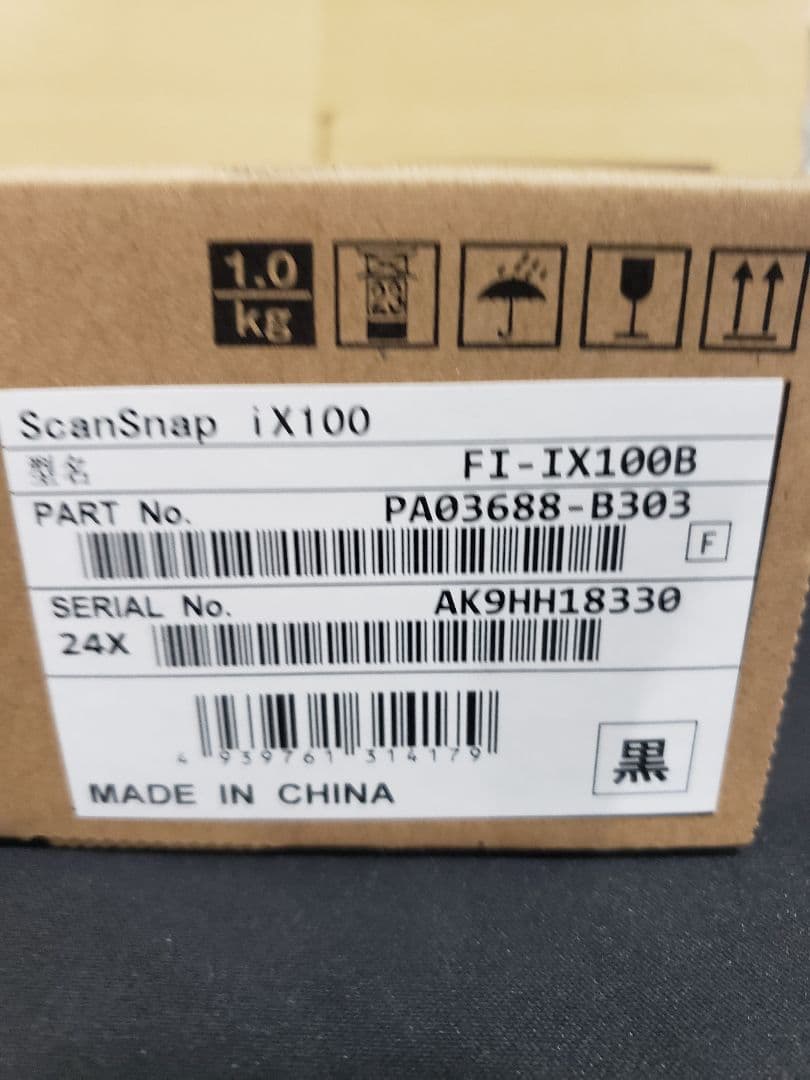 1.0
kg
23
ScanSnap iX100
型名 FI-IX100B
PART No. PA03688-B303
F
SERIAL No. AK9HH18330
24X
4 939761 314179
黒
MADE IN CHINA